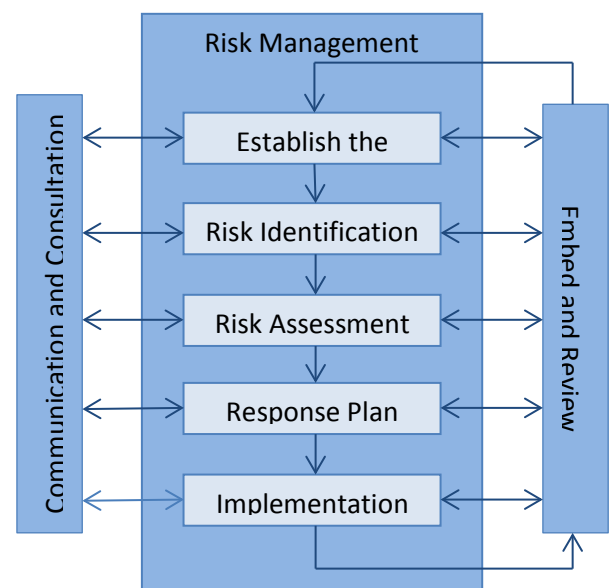 Risk Management
Communication and Consultation
Establish the
Risk Identification
Risk Assessment
Response Plan
Implementation
Embed and Review